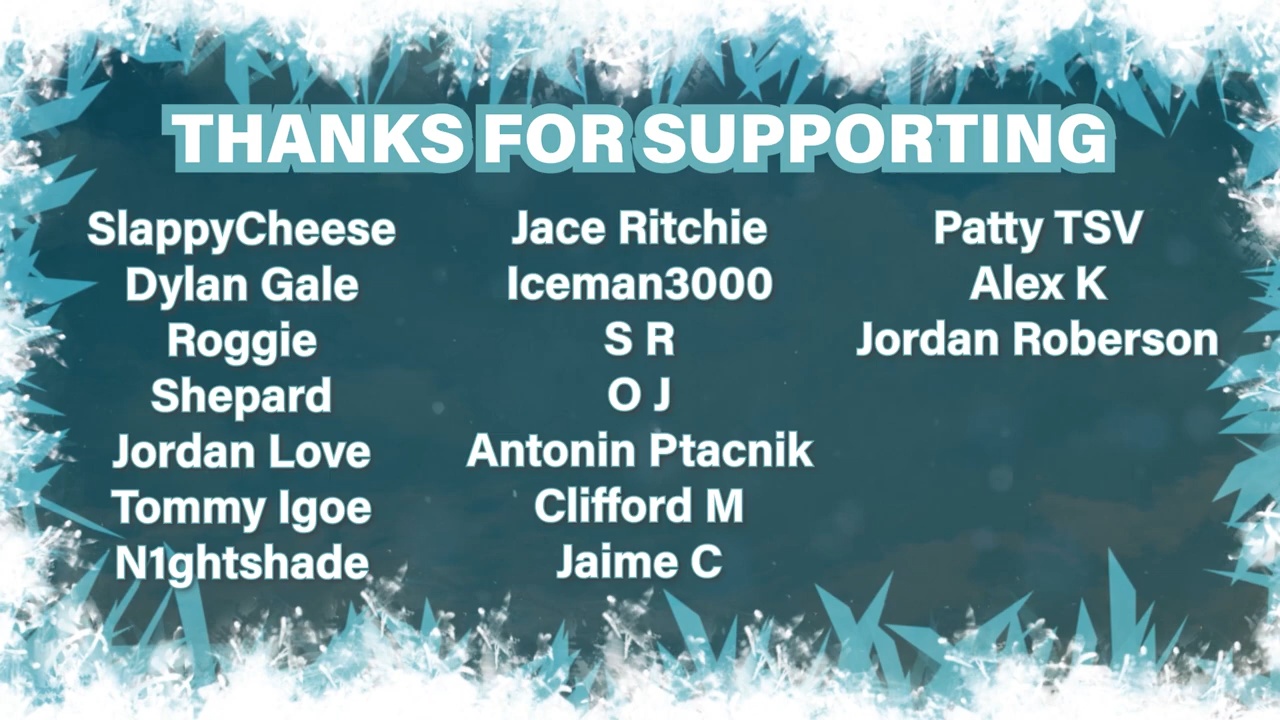 THANKS FOR SUPPORTING
SlappyCheese
Dylan Gale
Roggie
Shepard
Jordan Love
Tommy Igoe
N1ghtshade
Jace Ritchie
Iceman3000
S R
O J
Antonin Ptacnik
Clifford M
Jaime C
Patty TSV
Alex K
Jordan Roberson